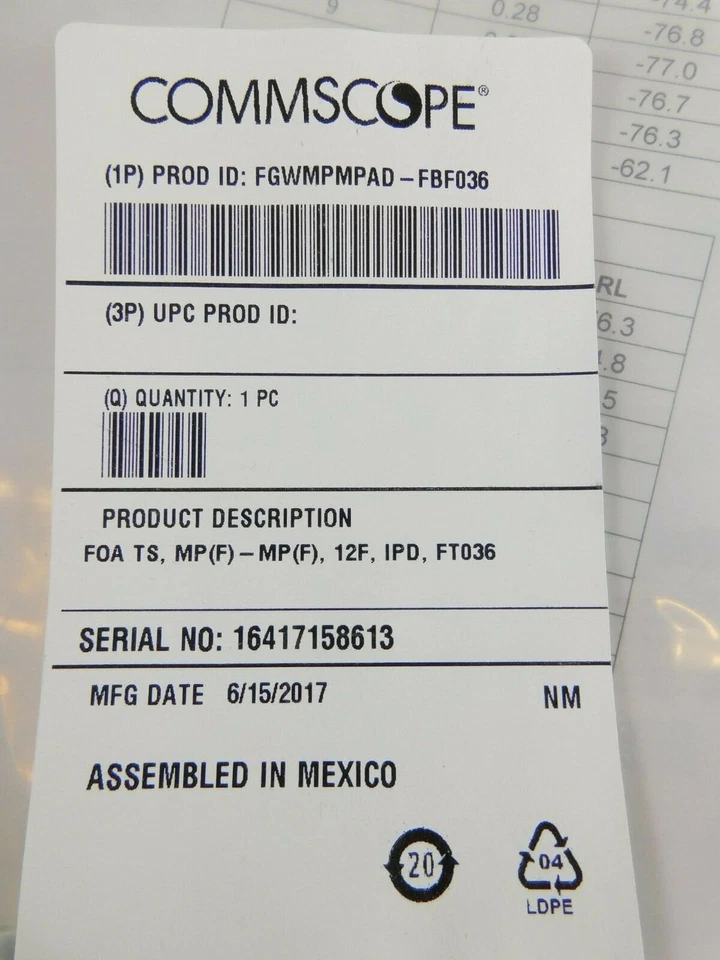 9 0.28
-76.8
-77.0
-76.7
-76.3
-62.1
RL
COMMSCOPE®
(1P) PROD ID: FGWMPMPAD-FBF036
(3P) UPC PROD ID:
(Q) QUANTITY: 1 PC
PRODUCT DESCRIPTION
FOA TS, MP(F)-MP(F), 12F, IPD, FT036
SERIAL NO: 16417158613
MFG DATE 6/15/2017 NM
ASSEMBLED IN MEXICO
20 04
LDPE